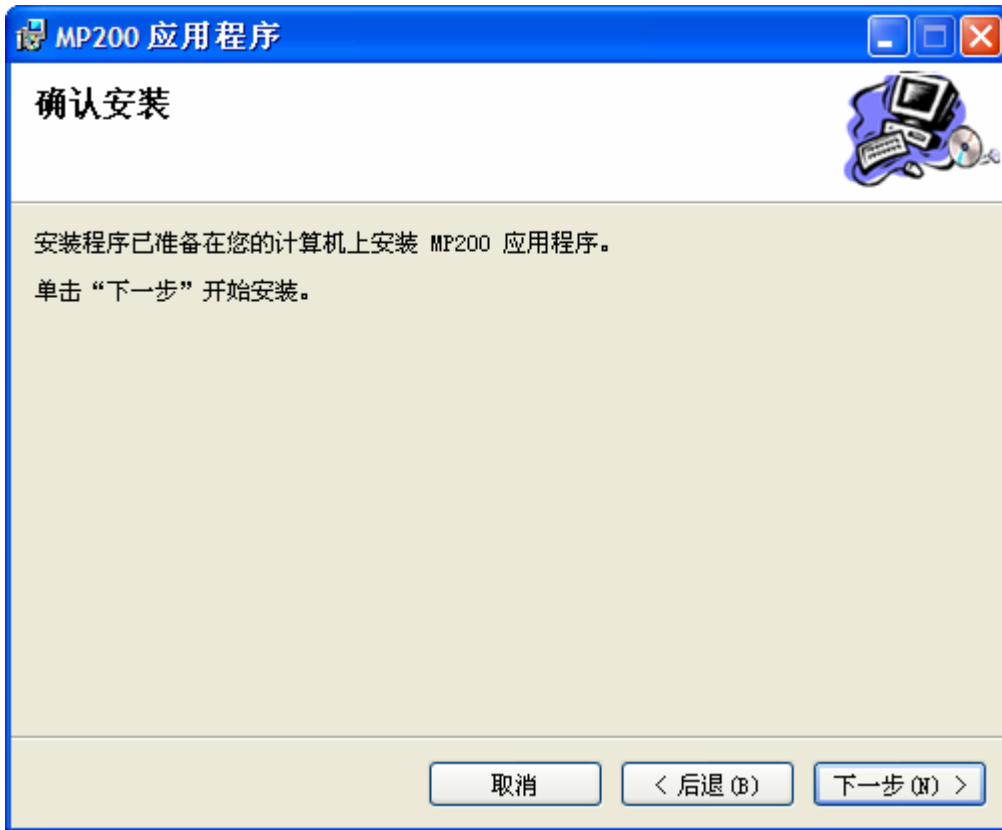 MP200 应用程序
确认安装
安装程序已准备在您的计算机上安装 MP200 应用程序。
单击“下一步”开始安装。
取消
< 后退(B)
下一步(N) >